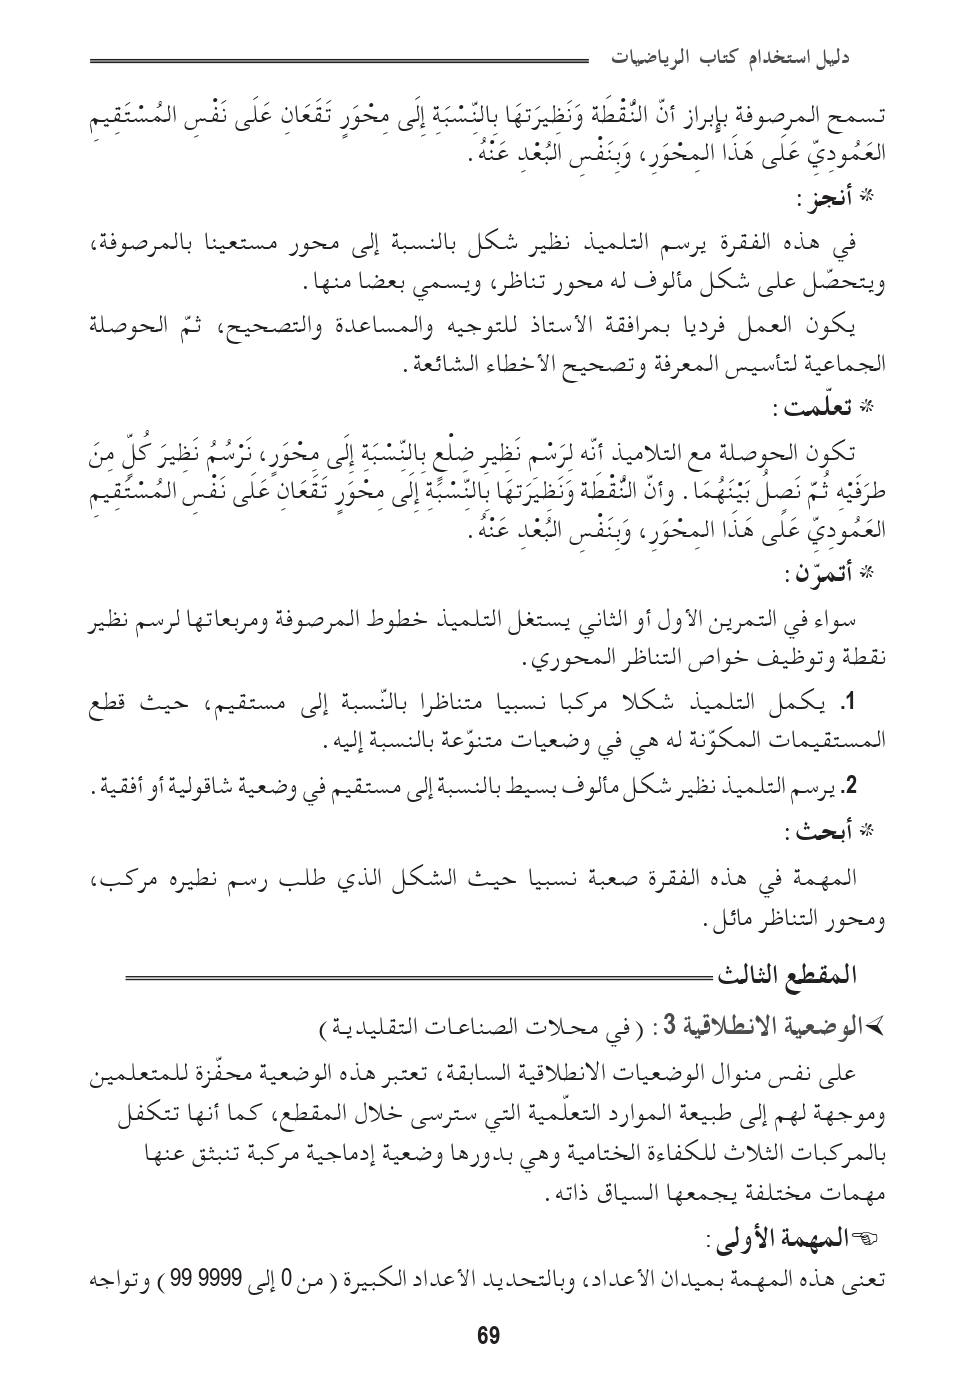 دليل استخدام كتاب الرياضيات
تسمح المرصوفة بإبراز أنّ النُّقْطَة وَنَظِيرَتهَا بِالنِّسْبَةِ إِلَى مِحْوَرٍ تَقَعَانِ عَلَى نَفْسِ المُسْتَقِيمِ
العَمُودِيِّ عَلَى هَذَا المِحْوَرِ، وَبِنَفْسِ البُعْدِ عَنْهُ.
* أنجز :
في هذه الفقرة يرسم التلميذ نظير شكل بالنسبة إلى محور مستعينا بالمرصوفة،
ويتحصّل على شكل مألوف له محور تناظر، ويسمي بعضا منها.
يكون العمل فرديا بمرافقة الأستاذ للتوجيه والمساعدة والتصحيح، ثمّ الحوصلة
الجماعية لتأسيس المعرفة وتصحيح الأخطاء الشائعة.
* تعلّمت :
تكون الحوصلة مع التلاميذ أنّه لِرَسْمِ نَظِيرِ ضِلْعٍ بِالنِّسْبَةِ إِلَى مِحْوَرٍ، نَرْسُمُ نَظِيرَ كُلٍّ مِنَ
طرَفَيْهِ ثُمّ نَصِلُ بَيْنَهُمَا. وأنّ النُّقْطَة وَنَظِيَرتهَا بِالنِّسْبَةِ إِلَى مِحْوَرٍ تَقَعَانِ عَلَى نَفْسِ المُسْتَقِيمِ
العَمُودِيِّ عَلَى هَذَا المِحْوَرِ، وَبِنَفْسِ البُعْدِ عَنْهُ.
* أتمرّن :
سواء في التمرين الأول أو الثاني يستغل التلميذ خطوط المرصوفة ومربعاتها لرسم نظير
نقطة وتوظيف خواص التناظر المحوري.
1. يكمل التلميذ شكلا مركبا نسبيا متناظرا بالنّسبة إلى مستقيم، حيث قطع
المستقيمات المكوّنة له هي في وضعيات متنوّعة بالنسبة إليه.
2. يرسم التلميذ نظير شكل مألوف بسيط بالنسبة إلى مستقيم في وضعية شاقولية أو أفقية.
* أبحث :
المهمة في هذه الفقرة صعبة نسبيا حيث الشكل الذي طلب رسم نطيره مركب،
ومحور التناظر مائل.
المقطع الثالث
الوضعية الانطلاقية 3 : ( في محلات الصناعات التقليدية )
على نفس منوال الوضعيات الانطلاقية السابقة، تعتبر هذه الوضعية محفّزة للمتعلمين
وموجهة لهم إلى طبيعة الموارد التعلّمية التي سترسى خلال المقطع، كما أنها تتكفل
بالمركبات الثلاث للكفاءة الختامية وهي بدورها وضعية إدماجية مركبة تنبثق عنها
مهمات مختلفة يجمعها السياق ذاته.
المهمة الأولى :
تعنى هذه المهمة بميدان الأعداد، وبالتحديد الأعداد الكبيرة ( من 0 إلى 9999 99 ) وتواجه
69